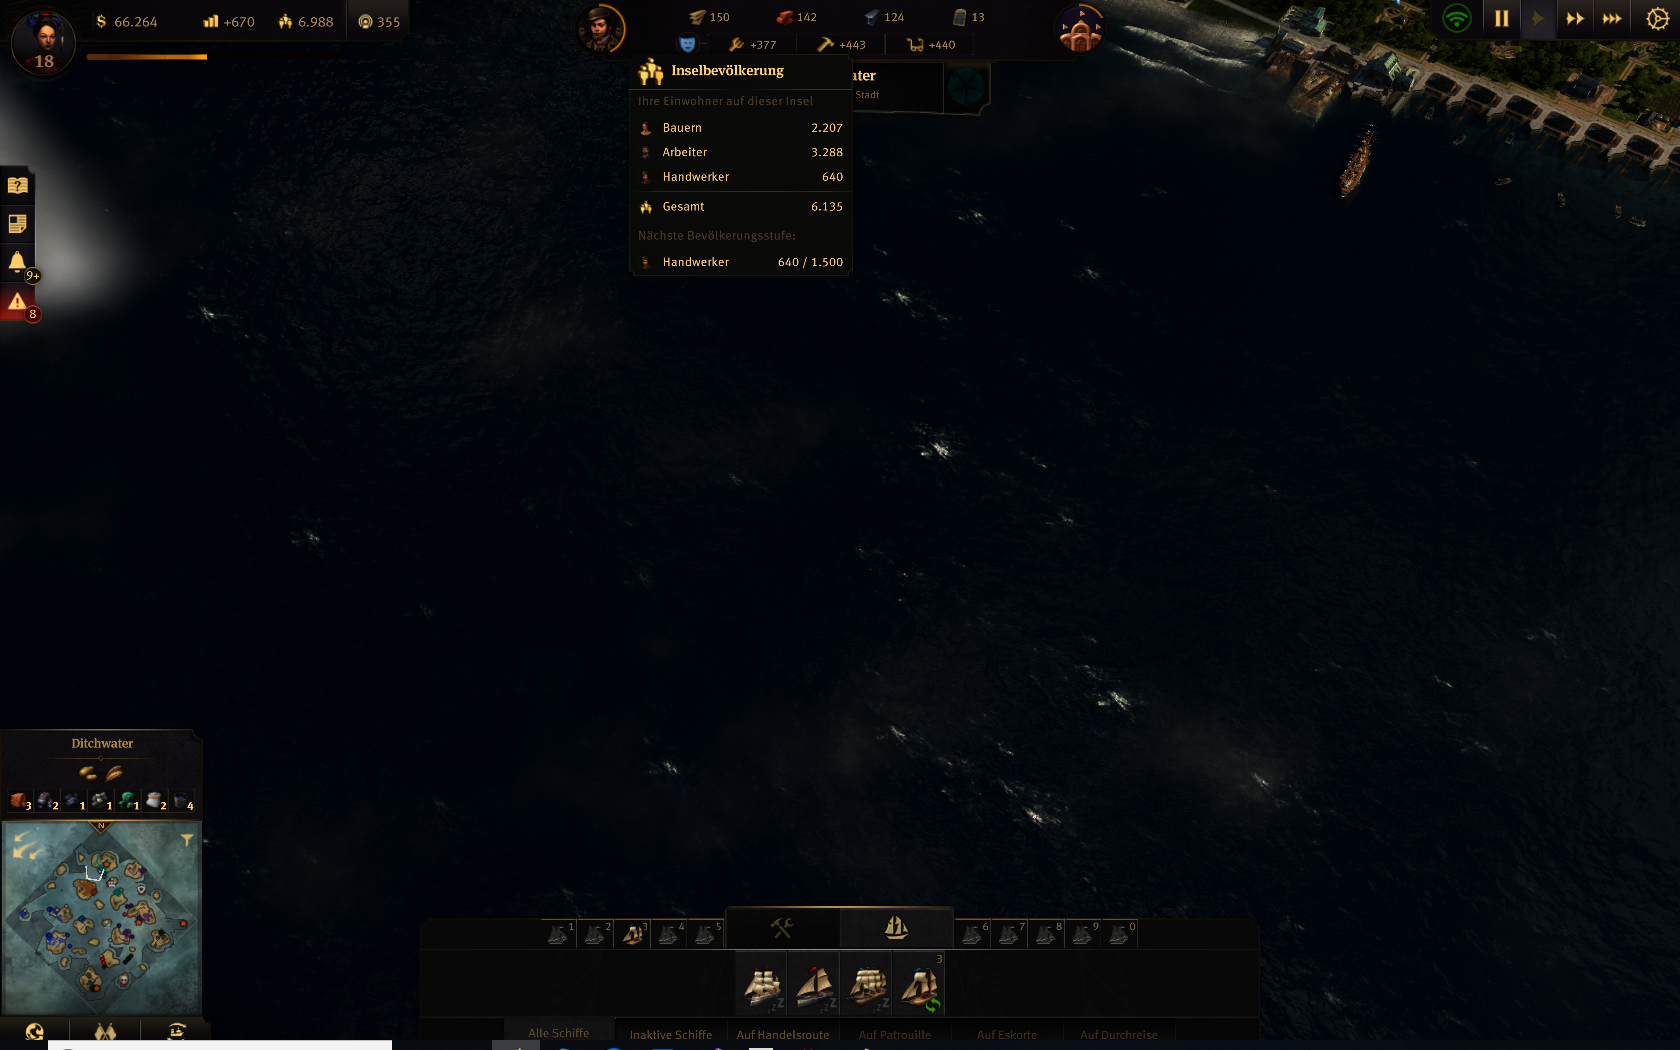 66.264 +670 6.988 355
18
150 142 124 13
+377 +443 +440
Inselbevölkerung
Ihre Einwohner auf dieser Insel
Bauern 2.207
Arbeiter 3.288
Handwerker 640
Gesamt 6.135
Nächste Bevölkerungsstufe:
Handwerker 640 / 1.500
ater
Stadt
9+
8
Ditchwater
3 2 1 1 1 2 4
N
1 2 3 4 5 6 7 8 9 0
3
Alle Schiffe Inaktive Schiffe Auf Handelsroute Auf Patrouille Auf Eskorte Auf Durchreise